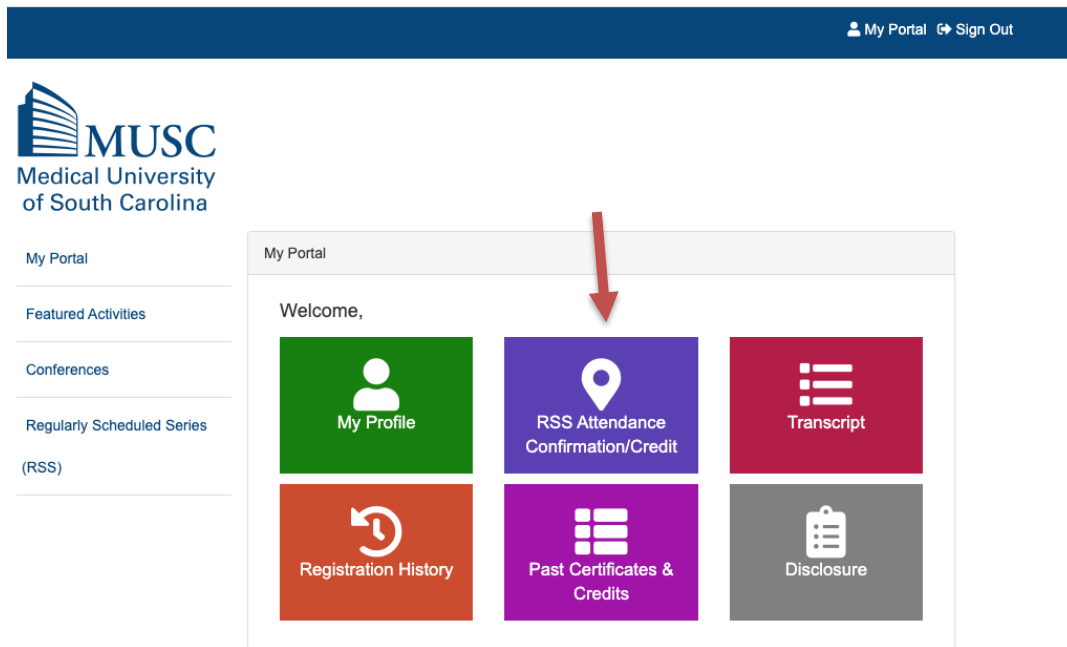 My Portal Sign Out
MUSC
Medical University
of South Carolina
My Portal
Featured Activities
Conferences
Regularly Scheduled Series
(RSS)
My Portal
Welcome,
My Profile
RSS Attendance
Confirmation/Credit
Transcript
Registration History
Past Certificates &
Credits
Disclosure